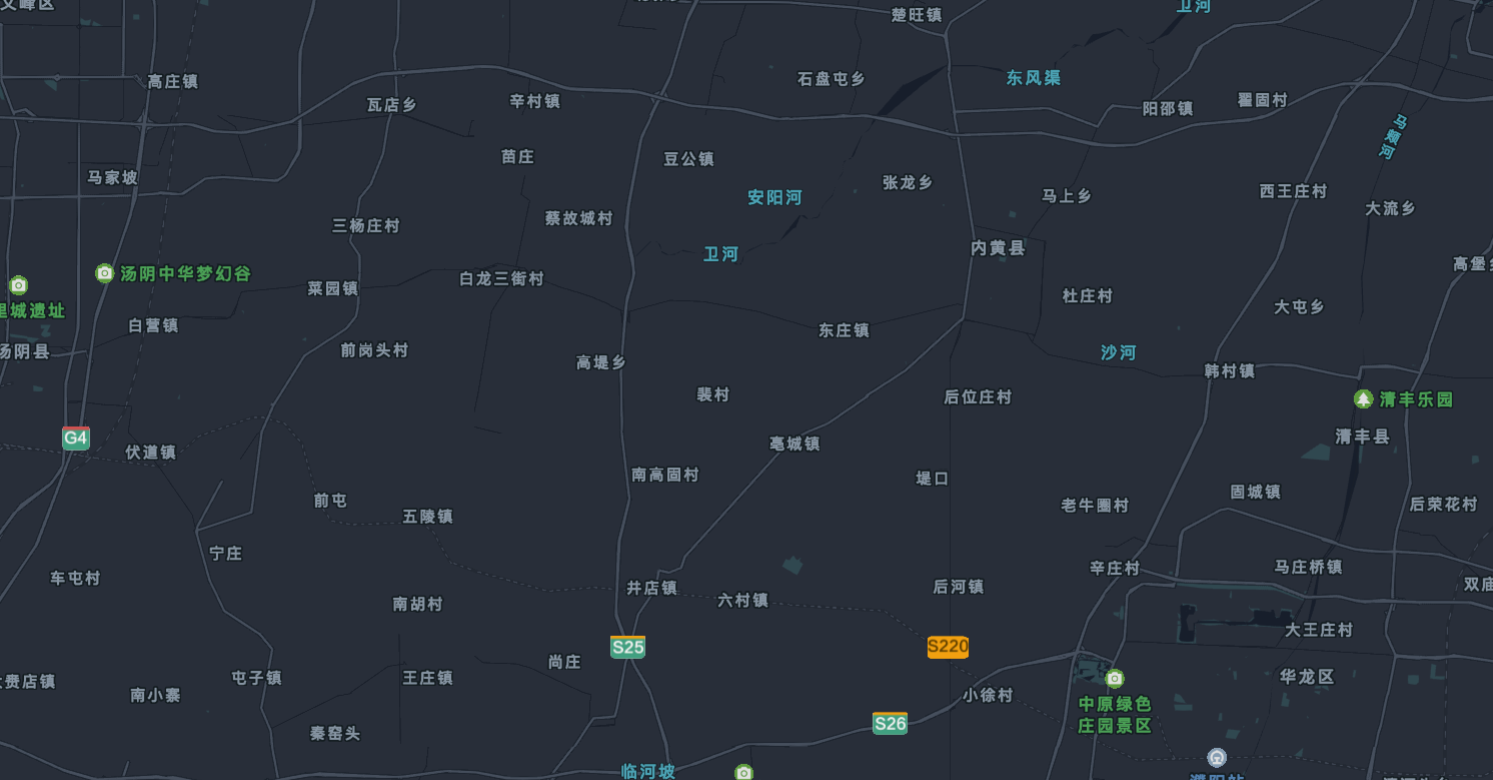 文峰区
楚旺镇
卫河
高庄镇
石盘屯乡
东风渠
瓦店乡
辛村镇
阳邵镇
翟固村
马颊河
苗庄
豆公镇
马家坡
张龙乡
安阳河
马上乡
西王庄村
大流乡
三杨庄村
蔡故城村
卫河
内黄县
高堡
汤阴中华梦幻谷
白龙三街村
菜园镇
里城遗址
杜庄村
大屯乡
白营镇
东庄镇
汤阴县
前岗头村
沙河
高堤乡
韩村镇
裴村
后位庄村
清丰乐园
清丰县
G4
伏道镇
亳城镇
南高固村
堤口
固城镇
前屯
老牛圈村
后荣花村
五陵镇
宁庄
辛庄村
马庄桥镇
车屯村
井店镇
后河镇
双庙
南胡村
六村镇
大王庄村
S25
S220
尚庄
屯子镇
王庄镇
华龙区
费店镇
南小寨
小徐村
中原绿色
庄园景区
S26
秦窑头
临河坡
濮阳站